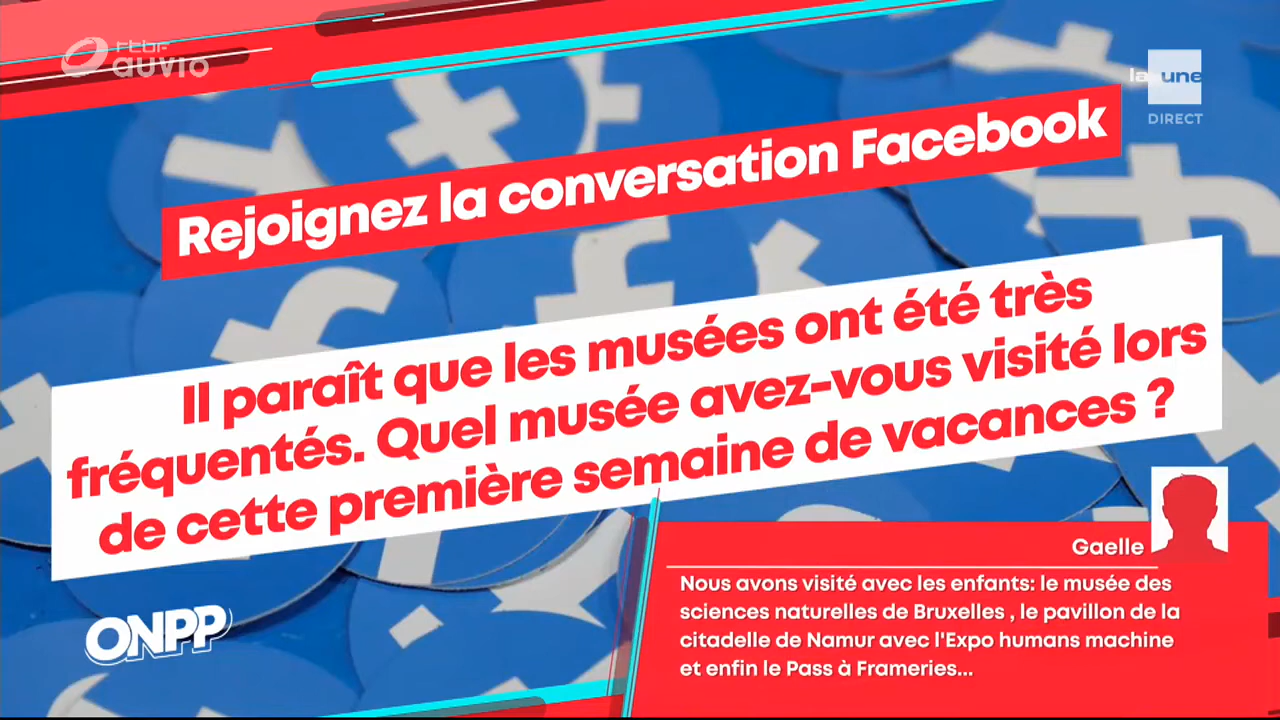 rtbf
auvio
la une
DIRECT
Rejoignez la conversation Facebook
Il paraît que les musées ont été très
fréquentés. Quel musée avez-vous visité lors
de cette première semaine de vacances ?
Gaelle
Nous avons visité avec les enfants: le musée des
sciences naturelles de Bruxelles , le pavillon de la
citadelle de Namur avec l'Expo humans machine
et enfin le Pass à Frameries...
ONPP